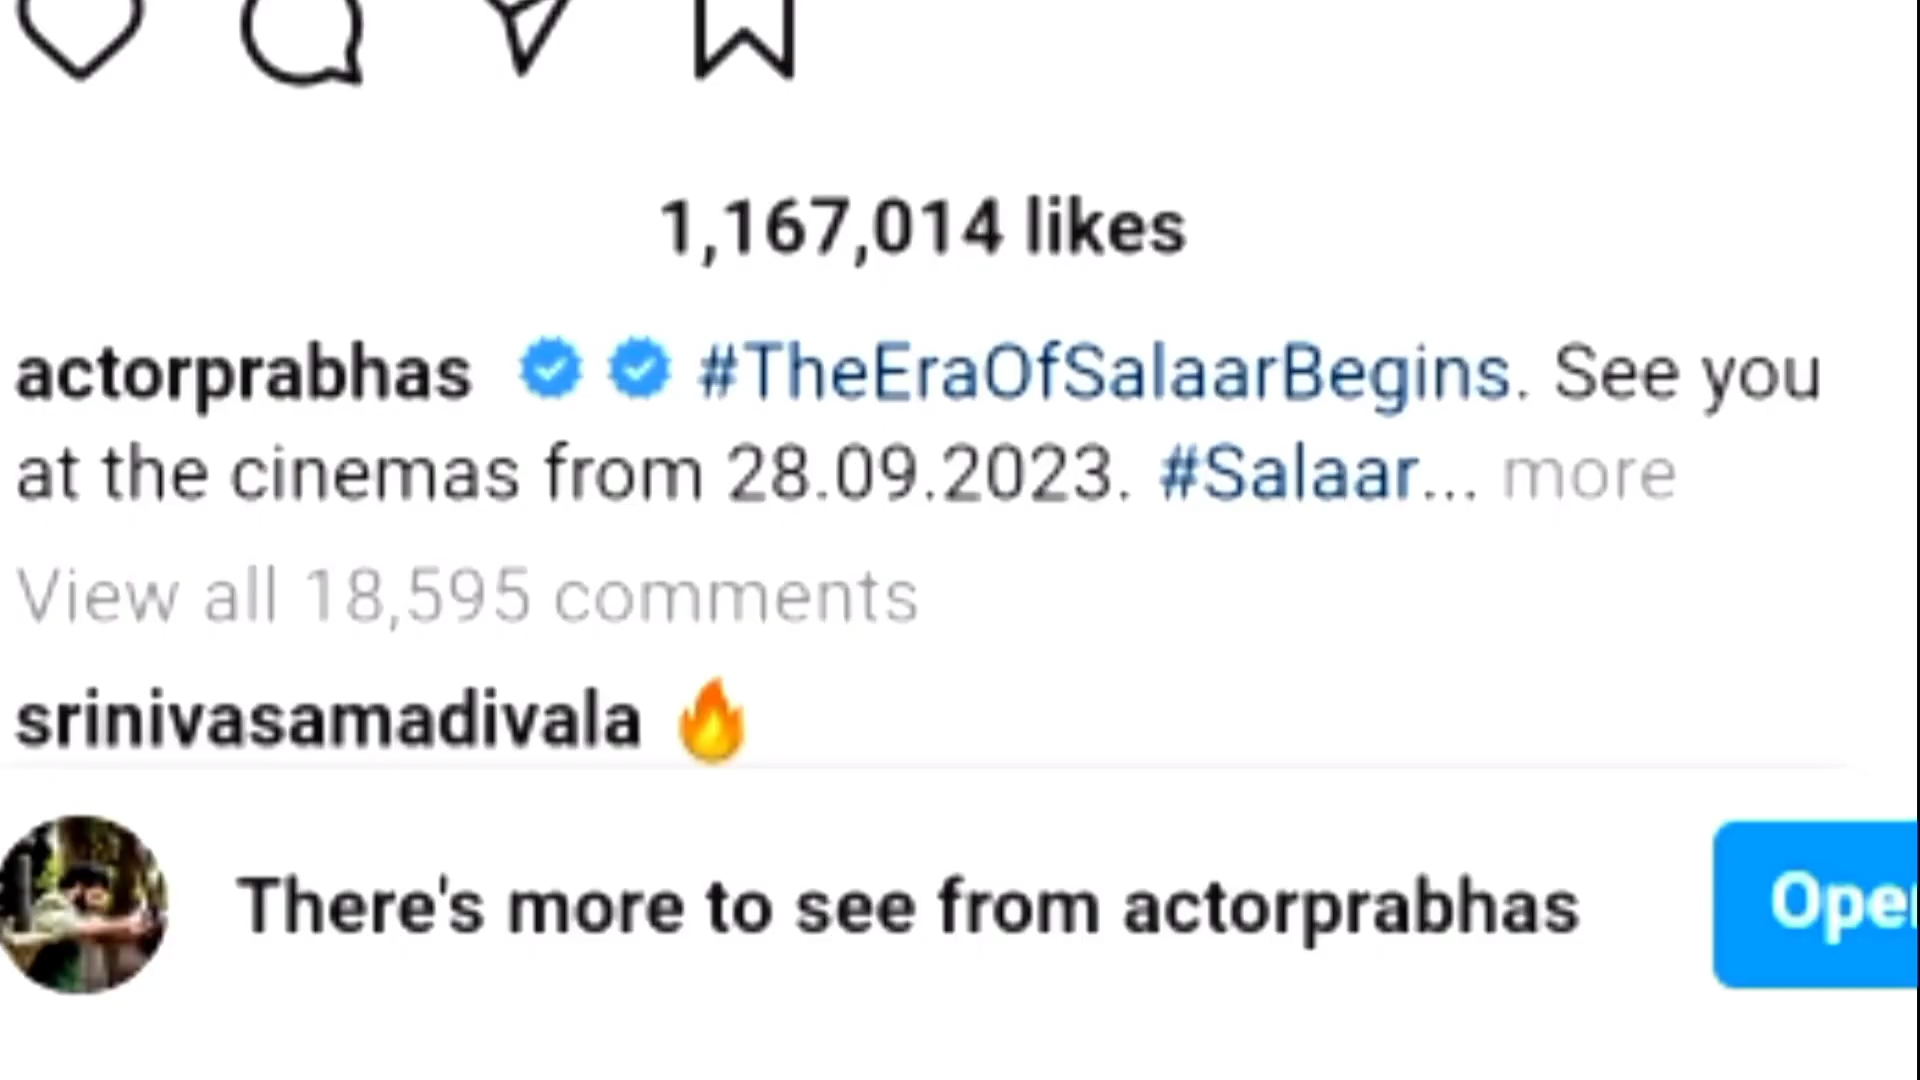 1,167,014 likes
actorprabhas #TheEraOfSalaarBegins. See you
at the cinemas from 28.09.2023. #Salaar... more
View all 18,595 comments
srinivasamadivala 🔥
There's more to see from actorprabhas
Open